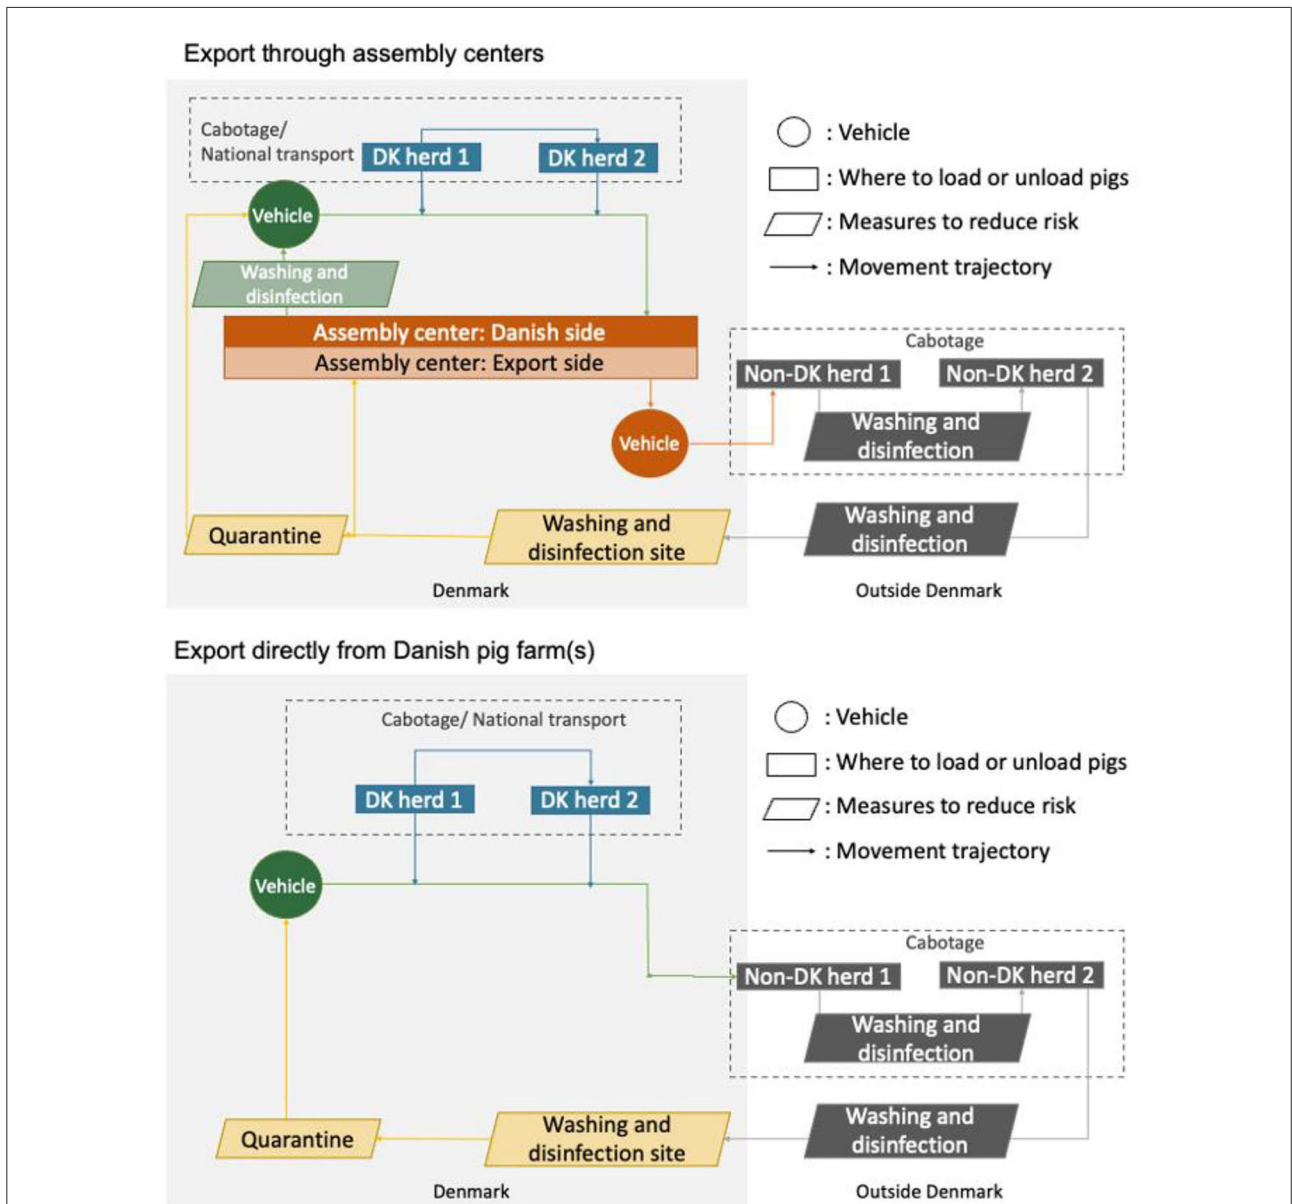 Export through assembly centers
Cabotage/
National transport
DK herd 1
DK herd 2
Vehicle
Washing and
disinfection
Assembly center: Danish side
Assembly center: Export side
Vehicle
Quarantine
Washing and
disinfection site
Denmark
: Vehicle
: Where to load or unload pigs
: Measures to reduce risk
: Movement trajectory
Cabotage
Non-DK herd 1
Non-DK herd 2
Washing and
disinfection
Washing and
disinfection
Outside Denmark
Export directly from Danish pig farm(s)
Cabotage/ National transport
DK herd 1
DK herd 2
Vehicle
Quarantine
Washing and
disinfection site
Denmark
: Vehicle
: Where to load or unload pigs
: Measures to reduce risk
: Movement trajectory
Cabotage
Non-DK herd 1
Non-DK herd 2
Washing and
disinfection
Washing and
disinfection
Outside Denmark